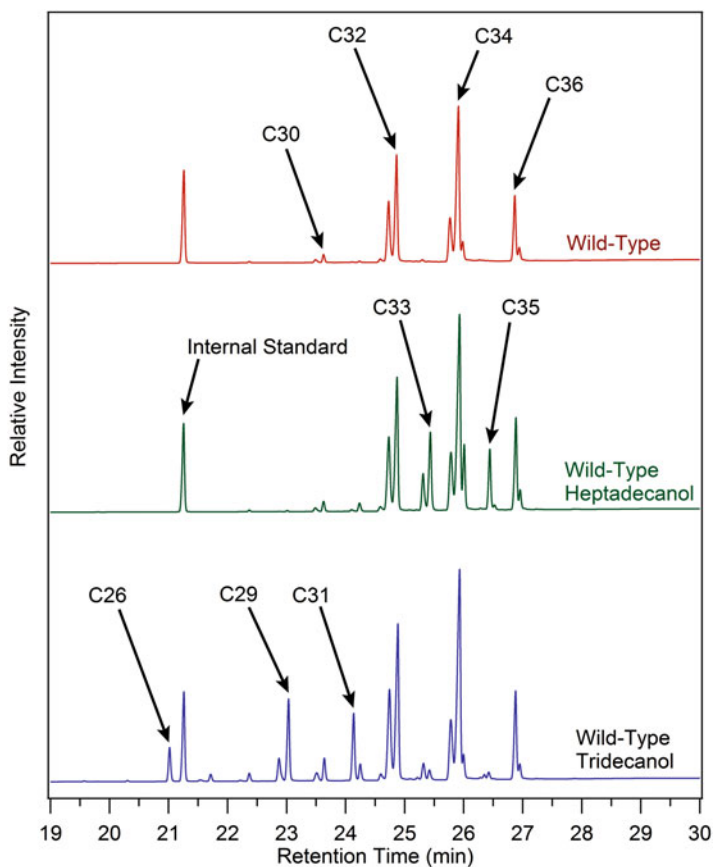 C32
C34
C36
C30
Wild-Type
C33
C35
Internal Standard
Wild-Type
Heptadecanol
C26
C29
C31
Wild-Type
Tridecanol
Relative Intensity
19 20 21 22 23 24 25 26 27 28 29 30
Retention Time (min)